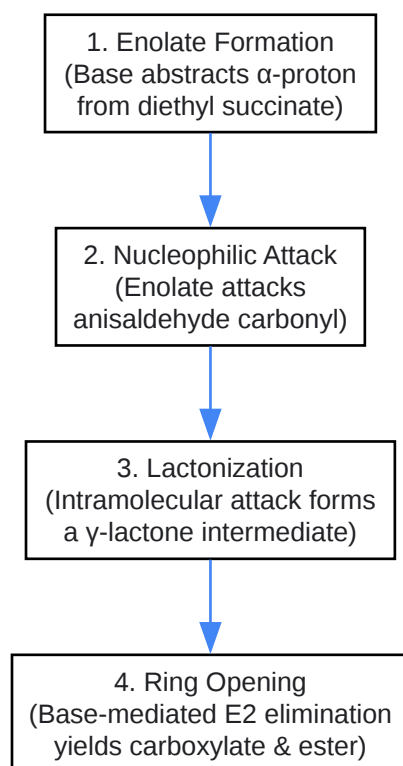 1. Enolate Formation
(Base abstracts α-proton
from diethyl succinate)
2. Nucleophilic Attack
(Enolate attacks
anisaldehyde carbonyl)
3. Lactonization
(Intramolecular attack forms
a γ-lactone intermediate)
4. Ring Opening
(Base-mediated E2 elimination
yields carboxylate & ester)